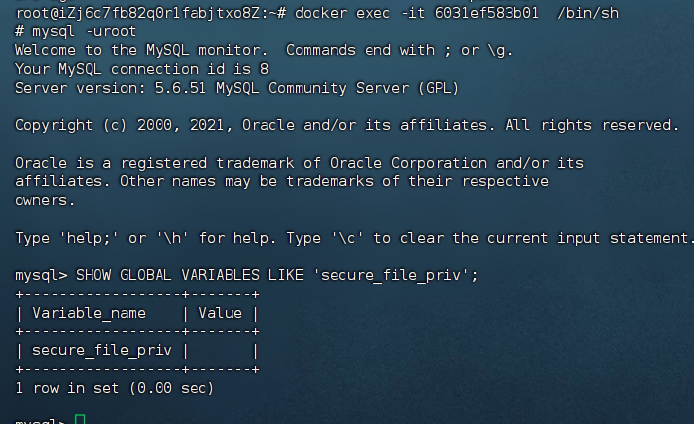 root@iZj6c7fb82q0r1fabjtxo8Z:~# docker exec -it 6031ef583b01  /bin/sh
# mysql -uroot
Welcome to the MySQL monitor.  Commands end with ; or \g.
Your MySQL connection id is 8
Server version: 5.6.51 MySQL Community Server (GPL)
Copyright (c) 2000, 2021, Oracle and/or its affiliates. All rights reserved.
Oracle is a registered trademark of Oracle Corporation and/or its
affiliates. Other names may be trademarks of their respective
owners.
Type 'help;' or '\h' for help. Type '\c' to clear the current input statement.
mysql> SHOW GLOBAL VARIABLES LIKE 'secure_file_priv';
+------------------+-------+
| Variable_name    | Value |
+------------------+-------+
| secure_file_priv |       |
+------------------+-------+
1 row in set (0.00 sec)
mysql>